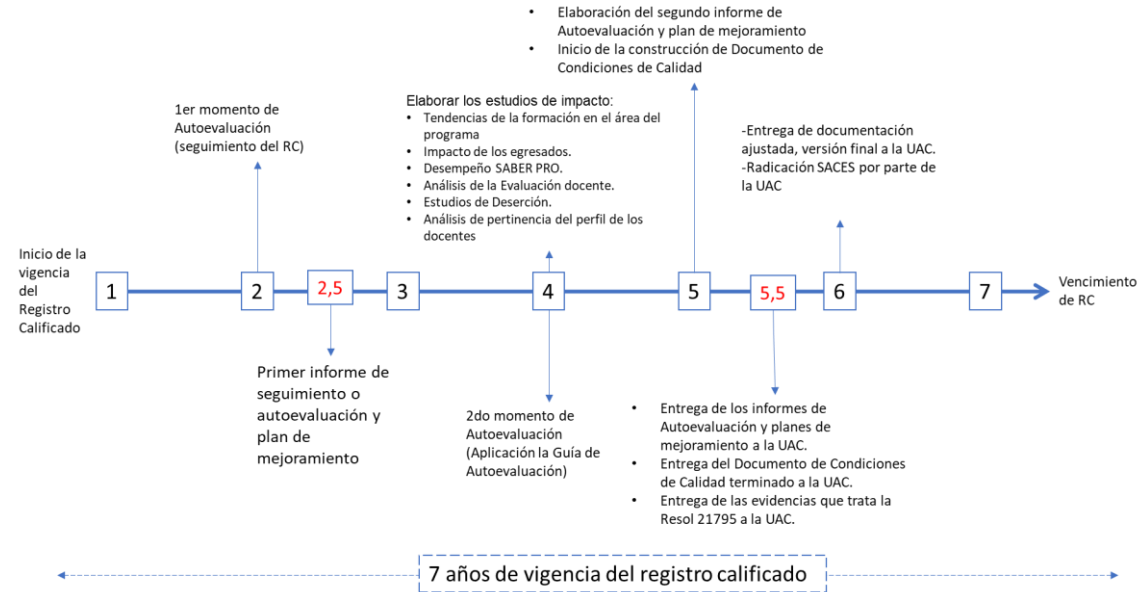 • Elaboración del segundo informe de
Autoevaluación y plan de mejoramiento
• Inicio de la construcción de Documento de
Condiciones de Calidad
1er momento de
Autoevaluación
(seguimiento del RC)
Elaborar los estudios de impacto:
• Tendencias de la formación en el área del
programa
• Impacto de los egresados.
• Desempeño SABER PRO.
• Análisis de la Evaluación docente.
• Estudios de Deserción.
• Análisis de pertinencia del perfil de los
docentes
-Entrega de documentación
ajustada, versión final a la UAC.
-Radicación SACES por parte de
la UAC
Inicio de la
vigencia
del
Registro
Calificado
1
2
2,5
3
4
5
5,5
6
7
Vencimiento
de RC
Primer informe de
seguimiento o
autoevaluación y
plan de
mejoramiento
2do momento de
Autoevaluación
(Aplicación la Guía de
Autoevaluación)
• Entrega de los informes de
Autoevaluación y planes de
mejoramiento a la UAC.
• Entrega del Documento de Condiciones
de Calidad terminado a la UAC.
• Entrega de las evidencias que trata la
Resol 21795 a la UAC.
7 años de vigencia del registro calificado